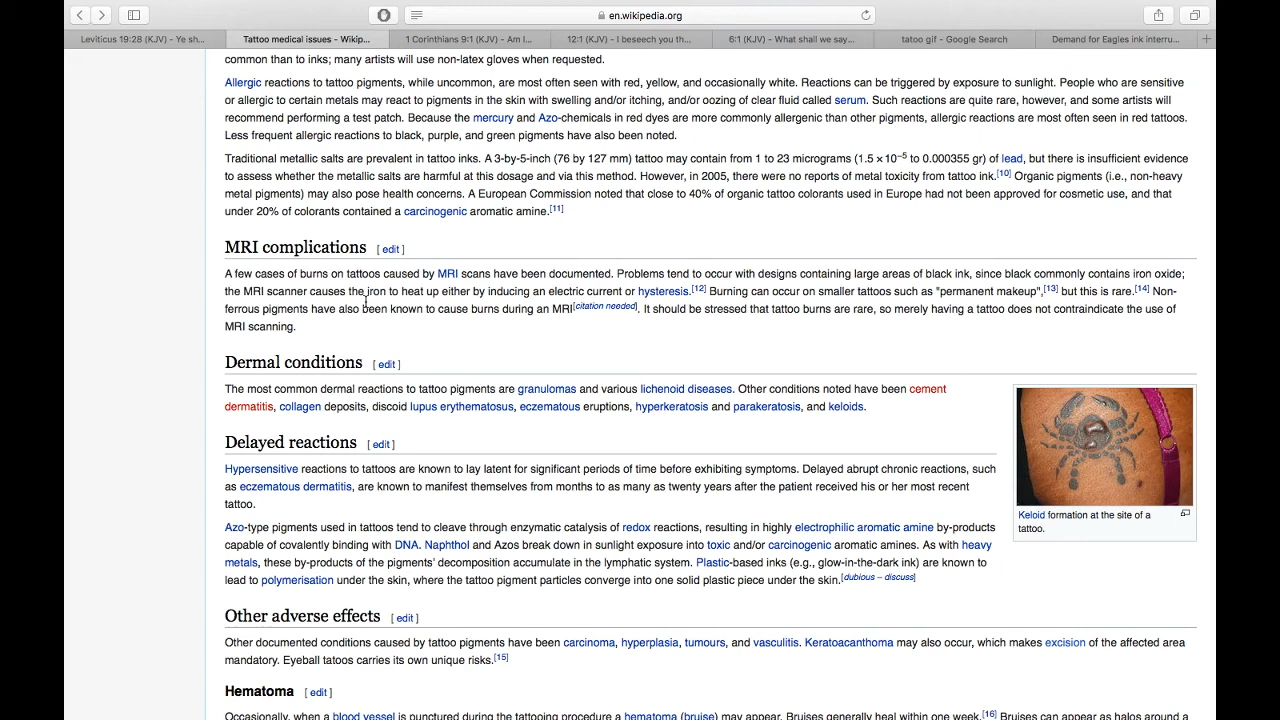 en.wikipedia.org
Leviticus 19:28 (KJV) - Ye sh...
Tattoo medical issues - Wikip...
1 Corinthians 9:1 (KJV) - Am I...
12:1 (KJV) - I beseech you th...
6:1 (KJV) - What shall we say...
tatoo gif - Google Search
Demand for Eagles ink interru...
common than to inks; many artists will use non-latex gloves when requested.
Allergic reactions to tattoo pigments, while uncommon, are most often seen with red, yellow, and occasionally white. Reactions can be triggered by exposure to sunlight. People who are sensitive
or allergic to certain metals may react to pigments in the skin with swelling and/or itching, and/or oozing of clear fluid called serum. Such reactions are quite rare, however, and some artists will
recommend performing a test patch. Because the mercury and Azo-chemicals in red dyes are more commonly allergenic than other pigments, allergic reactions are most often seen in red tattoos.
Less frequent allergic reactions to black, purple, and green pigments have also been noted.
Traditional metallic salts are prevalent in tattoo inks. A 3-by-5-inch (76 by 127 mm) tattoo may contain from 1 to 23 micrograms (1.5 × 10−5 to 0.000355 gr) of lead, but there is insufficient evidence
to assess whether the metallic salts are harmful at this dosage and via this method. However, in 2005, there were no reports of metal toxicity from tattoo ink.[10] Organic pigments (i.e., non-heavy
metal pigments) may also pose health concerns. A European Commission noted that close to 40% of organic tattoo colorants used in Europe had not been approved for cosmetic use, and that
under 20% of colorants contained a carcinogenic aromatic amine.[11]
MRI complications [ edit ]
A few cases of burns on tattoos caused by MRI scans have been documented. Problems tend to occur with designs containing large areas of black ink, since black commonly contains iron oxide;
the MRI scanner causes the iron to heat up either by inducing an electric current or hysteresis.[12] Burning can occur on smaller tattoos such as "permanent makeup",[13] but this is rare.[14] Non-
ferrous pigments have also been known to cause burns during an MRI[citation needed]. It should be stressed that tattoo burns are rare, so merely having a tattoo does not contraindicate the use of
MRI scanning.
Dermal conditions [ edit ]
The most common dermal reactions to tattoo pigments are granulomas and various lichenoid diseases. Other conditions noted have been cement
dermatitis, collagen deposits, discoid lupus erythematosus, eczematous eruptions, hyperkeratosis and parakeratosis, and keloids.
Delayed reactions [ edit ]
Hypersensitive reactions to tattoos are known to lay latent for significant periods of time before exhibiting symptoms. Delayed abrupt chronic reactions, such
as eczematous dermatitis, are known to manifest themselves from months to as many as twenty years after the patient received his or her most recent
tattoo.
Keloid formation at the site of a
tattoo.
Azo-type pigments used in tattoos tend to cleave through enzymatic catalysis of redox reactions, resulting in highly electrophilic aromatic amine by-products
capable of covalently binding with DNA. Naphthol and Azos break down in sunlight exposure into toxic and/or carcinogenic aromatic amines. As with heavy
metals, these by-products of the pigments' decomposition accumulate in the lymphatic system. Plastic-based inks (e.g., glow-in-the-dark ink) are known to
lead to polymerisation under the skin, where the tattoo pigment particles converge into one solid plastic piece under the skin.[dubious – discuss]
Other adverse effects [ edit ]
Other documented conditions caused by tattoo pigments have been carcinoma, hyperplasia, tumours, and vasculitis. Keratoacanthoma may also occur, which makes excision of the affected area
mandatory. Eyeball tatoos carries its own unique risks.[15]
Hematoma [ edit ]
Occasionally, when a blood vessel is punctured during the tattooing procedure a hematoma (bruise) may appear. Bruises generally heal within one week.[16] Bruises can appear as halos around a